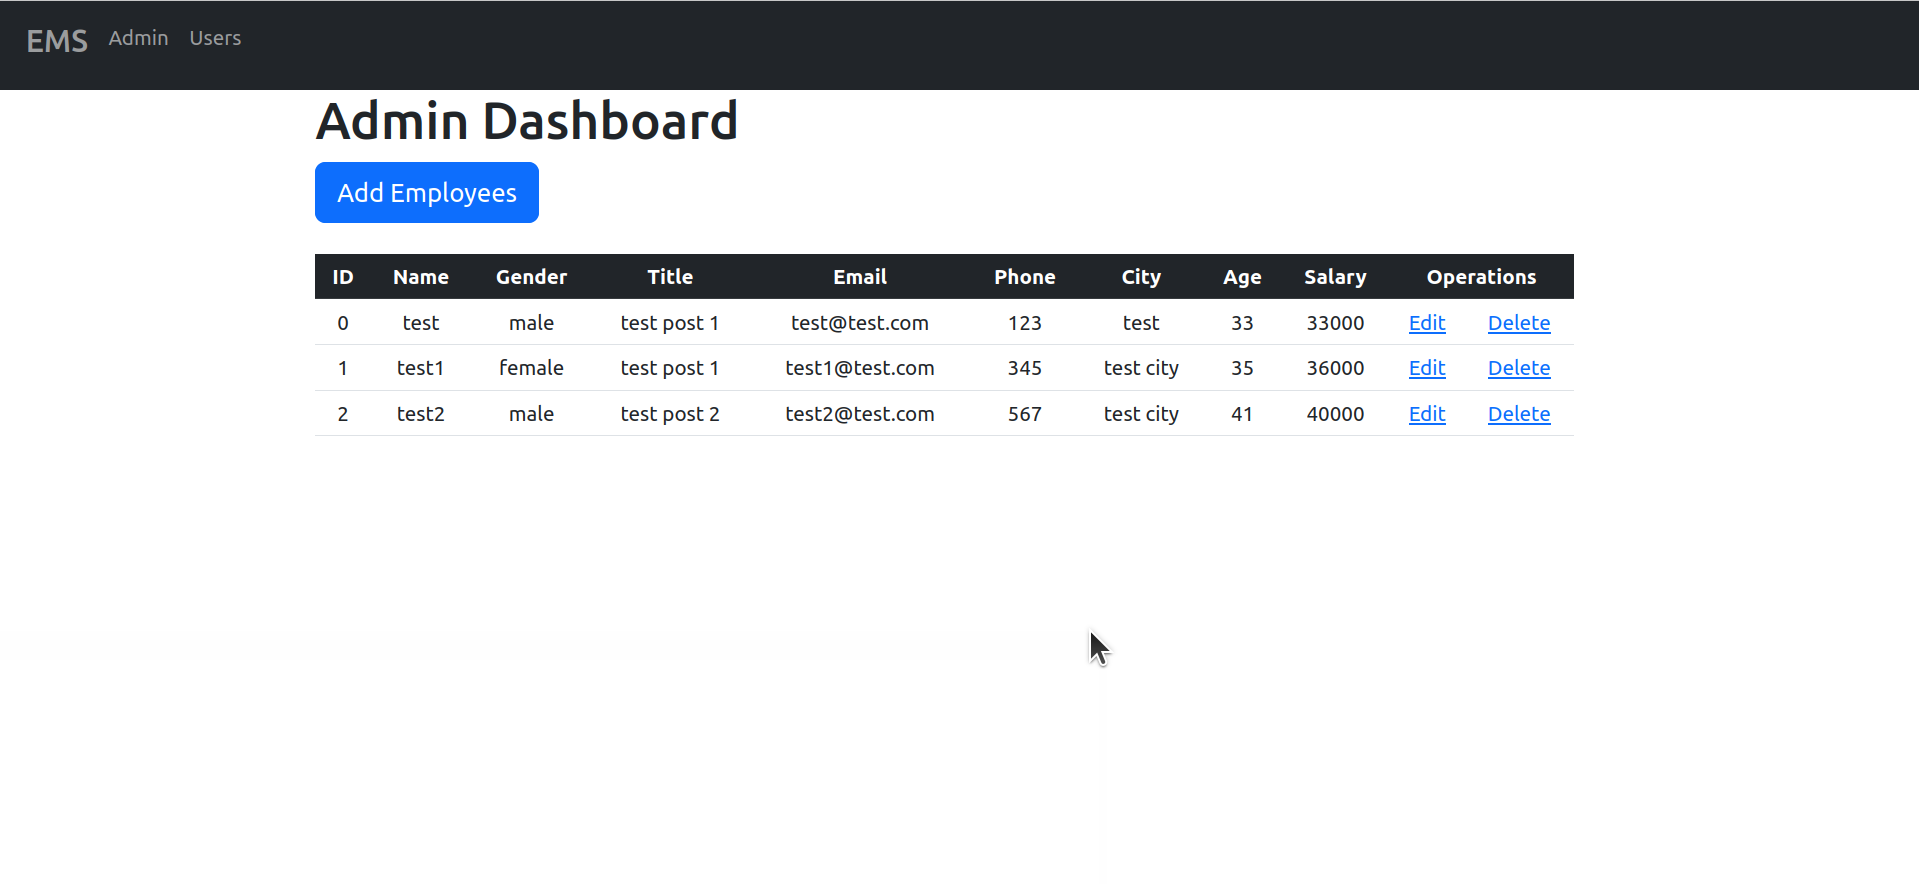 EMS Admin Users
Admin Dashboard
Add Employees
ID Name Gender Title Email Phone City Age Salary Operations
0 test male test post 1 test@test.com 123 test 33 33000 Edit Delete
1 test1 female test post 1 test1@test.com 345 test city 35 36000 Edit Delete
2 test2 male test post 2 test2@test.com 567 test city 41 40000 Edit Delete